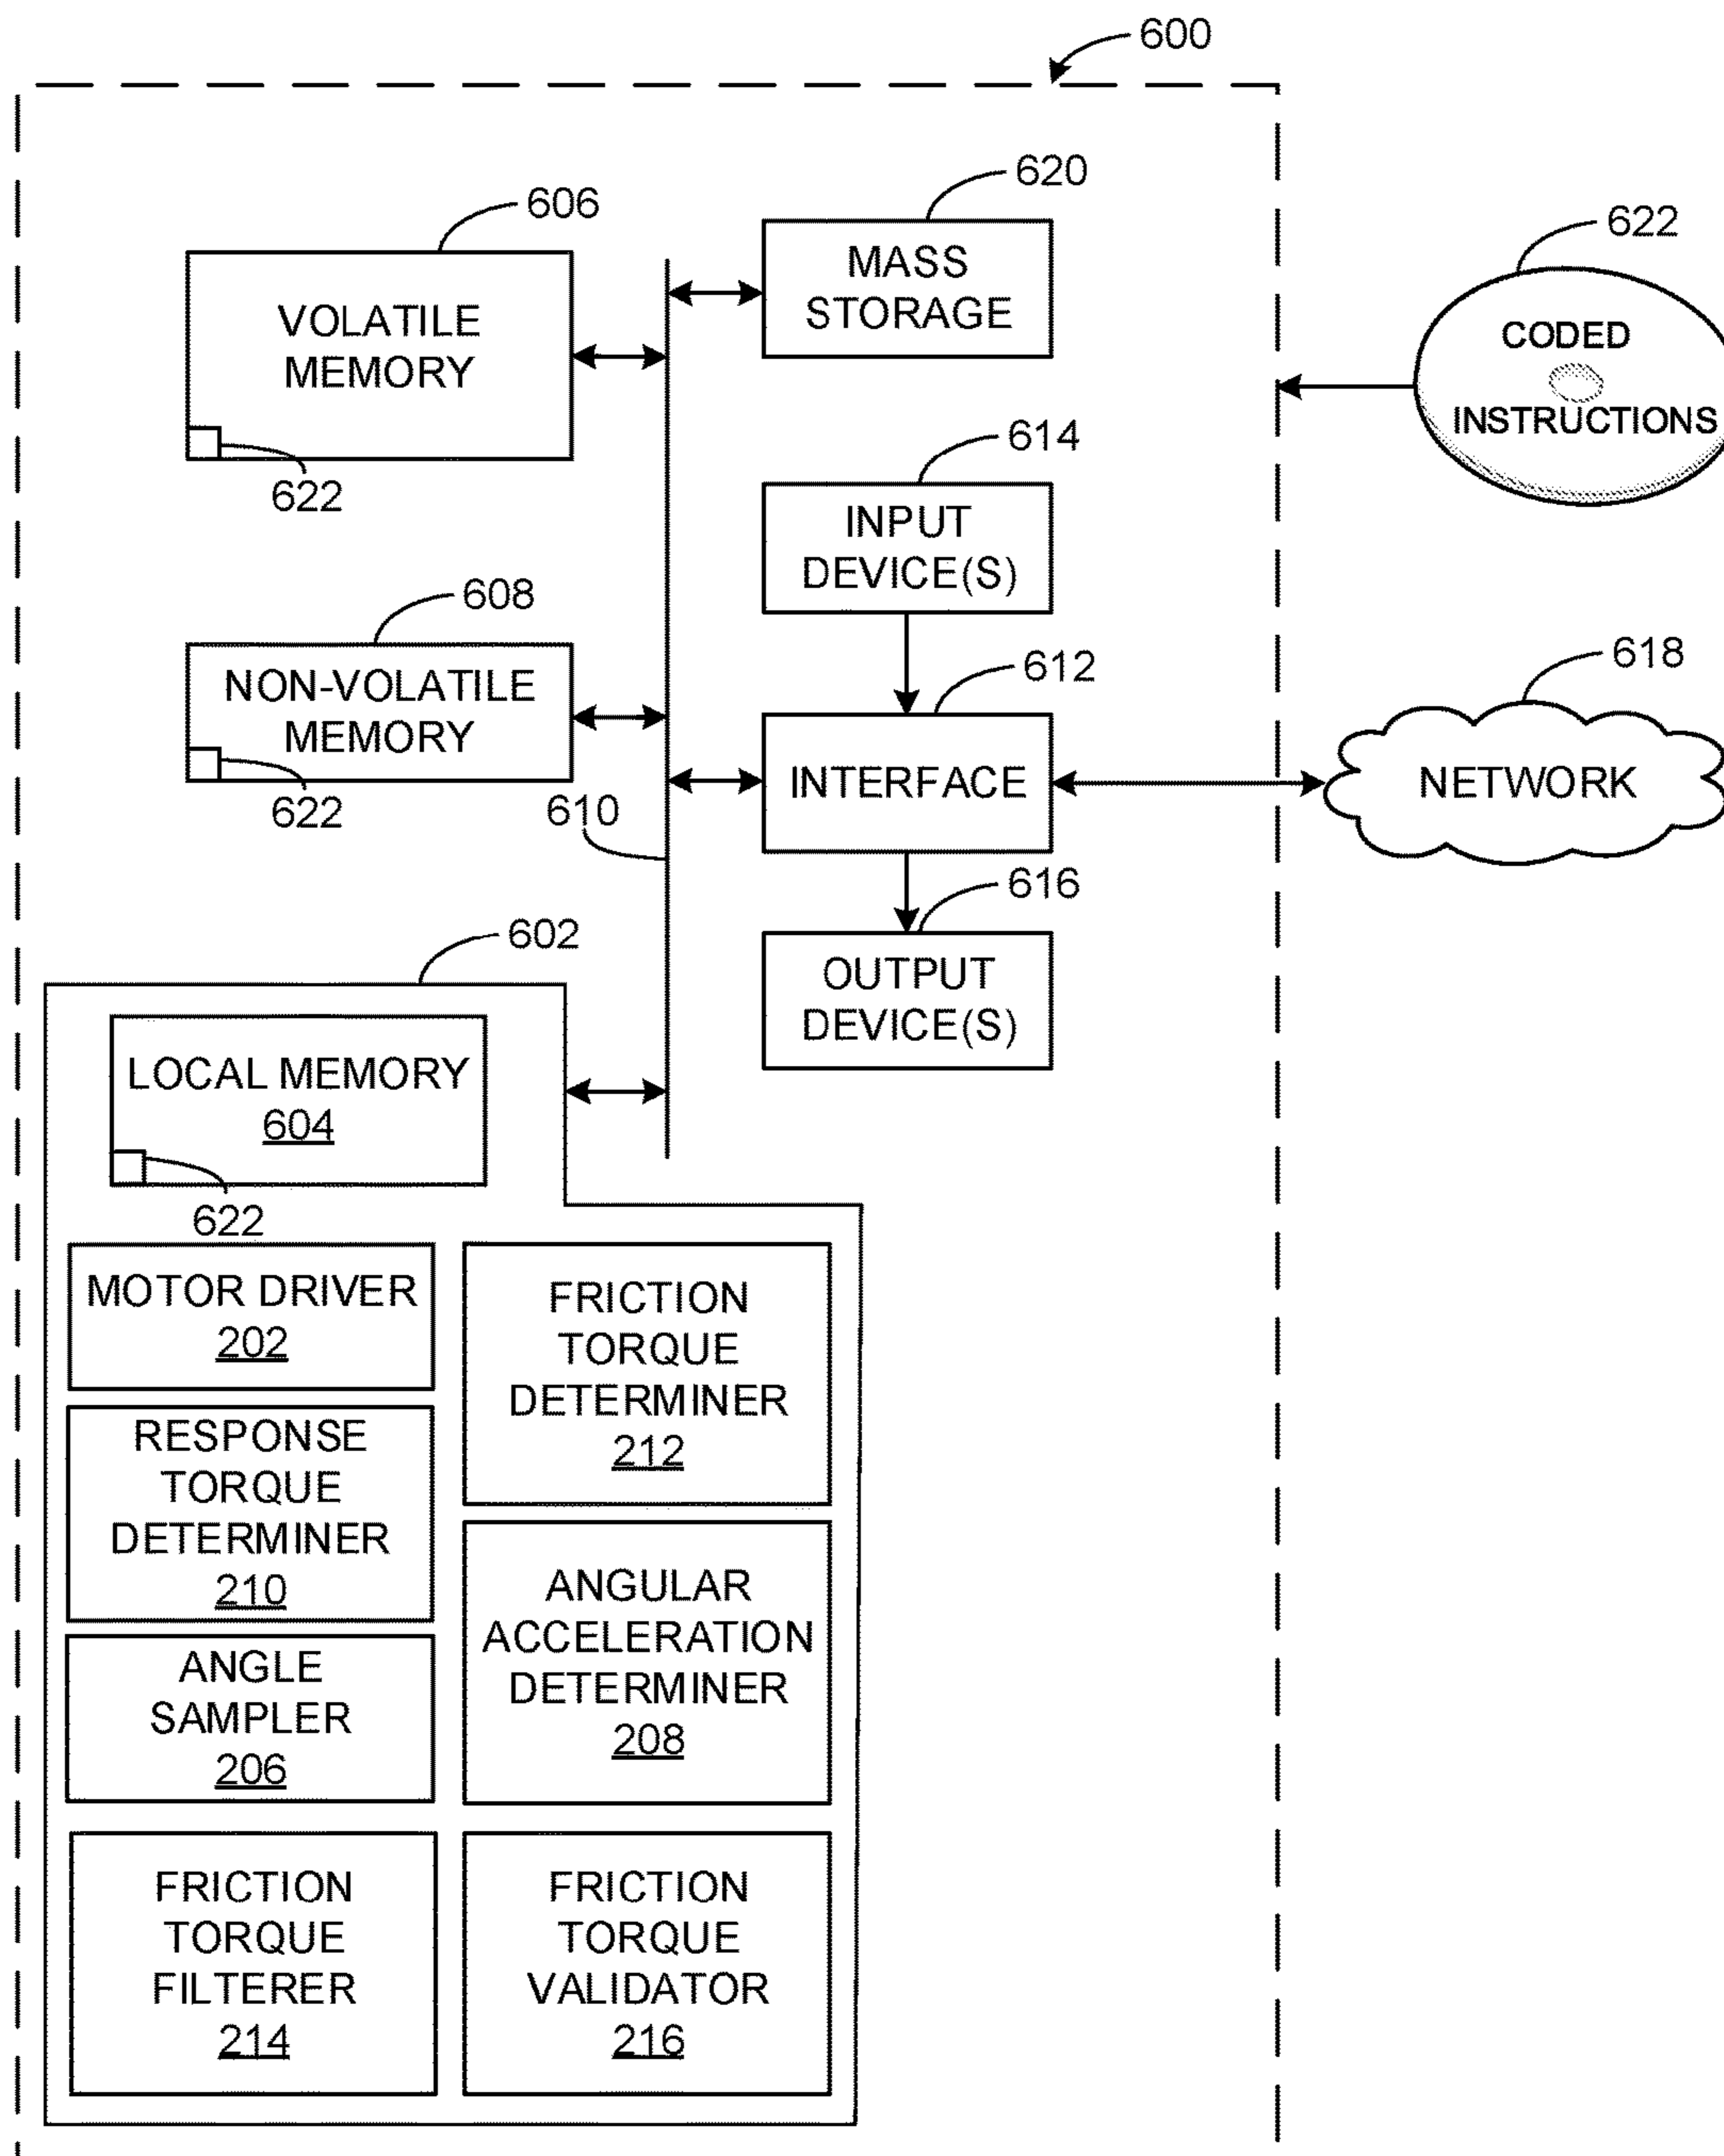 600
606
VOLATILE
MEMORY
622
620
MASS
STORAGE
622
CODED
INSTRUCTIONS
614
INPUT
DEVICE(S)
608
NON-VOLATILE
MEMORY
622
610
612
INTERFACE
618
NETWORK
616
OUTPUT
DEVICE(S)
602
LOCAL MEMORY
604
622
MOTOR DRIVER
202
FRICTION
TORQUE
DETERMINER
212
RESPONSE
TORQUE
DETERMINER
210
ANGULAR
ACCELERATION
DETERMINER
208
ANGLE
SAMPLER
206
FRICTION
TORQUE
FILTERER
214
FRICTION
TORQUE
VALIDATOR
216